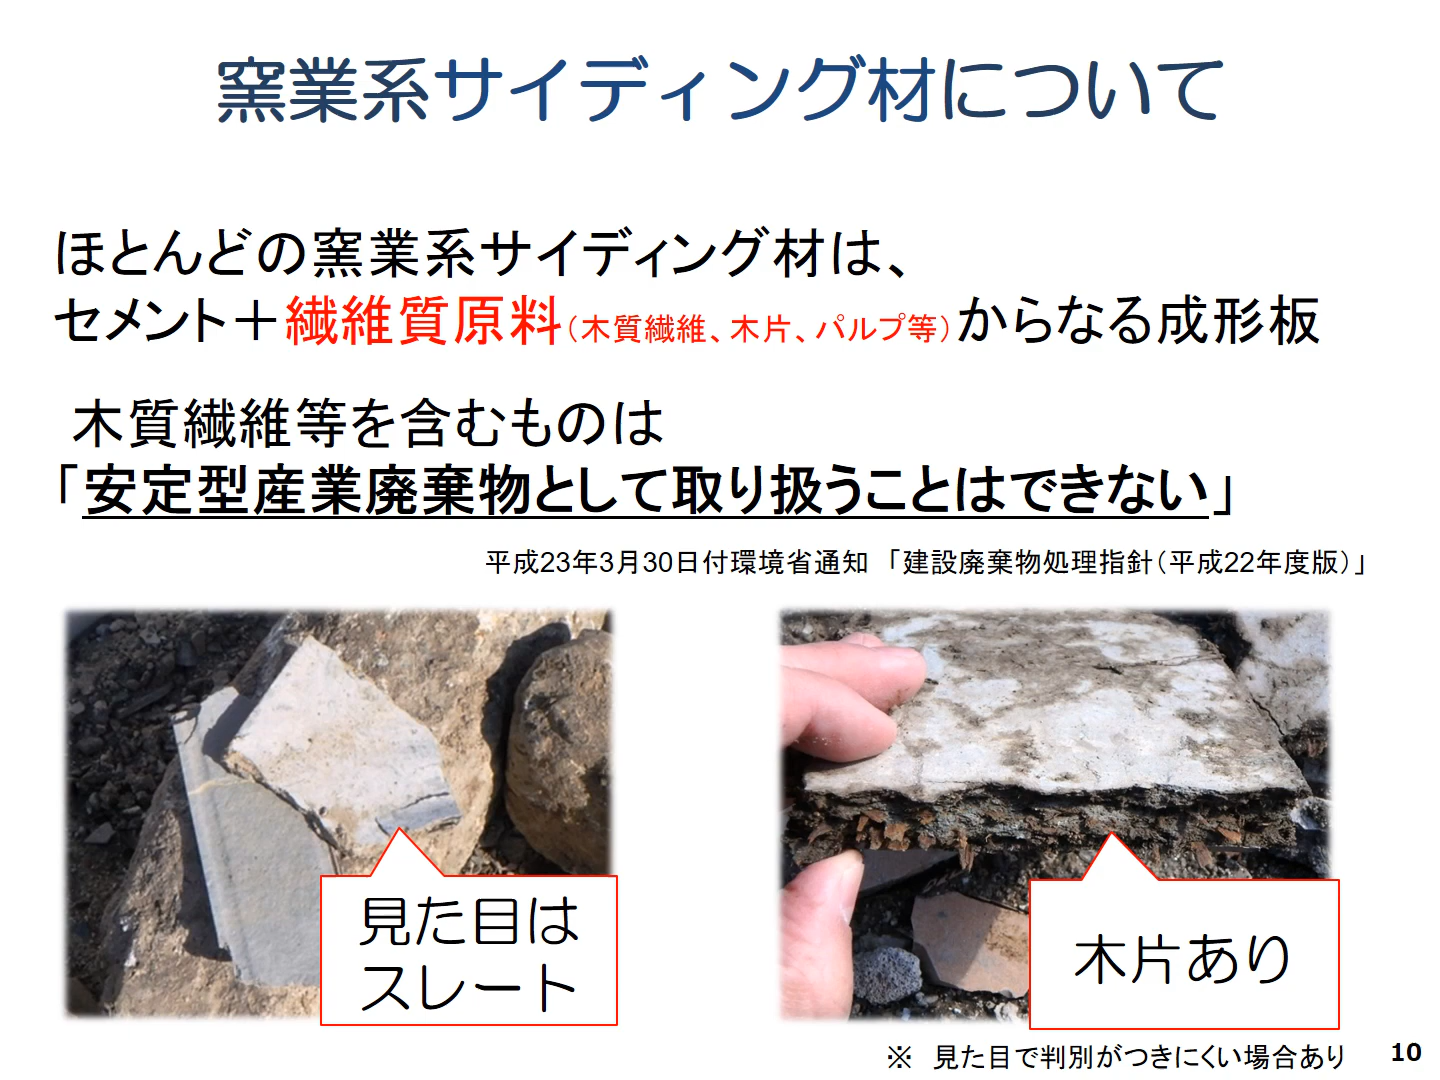 窯業系サイディング材について
ほとんどの窯業系サイディング材は、
セメント＋繊維質原料（木質繊維、木片、パルプ等）からなる成形板
木質繊維等を含むものは
「安定型産業廃棄物として取り扱うことはできない」
平成23年3月30日付環境省通知 「建設廃棄物処理指針（平成22年度版）」
見た目は
スレート
木片あり
※ 見た目で判別がつきにくい場合あり
10